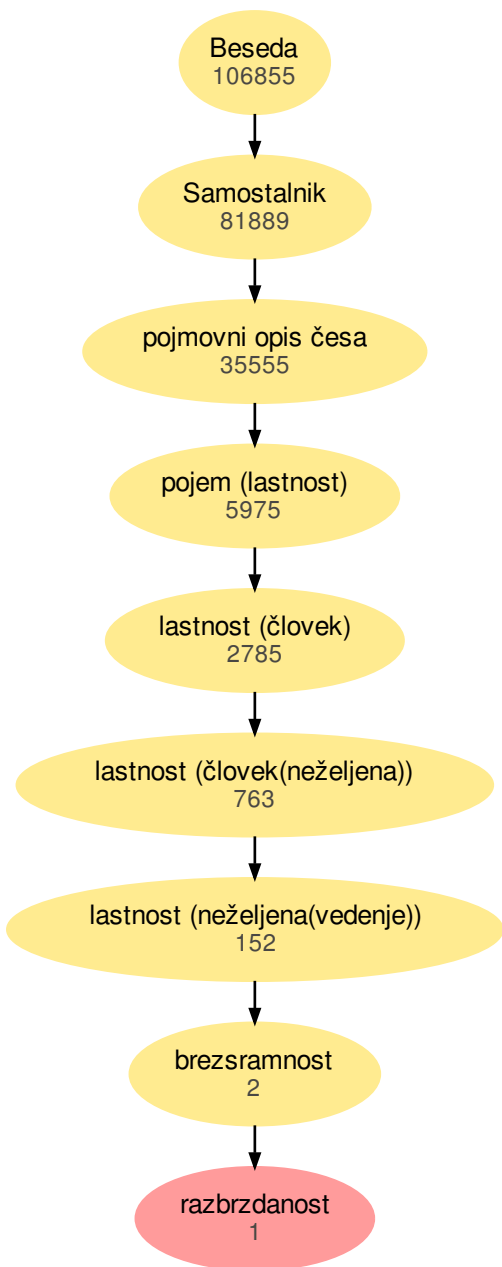 Beseda
106855
Samostalnik
81889
pojmovni opis česa
35555
pojem (lastnost)
5975
lastnost (človek)
2785
lastnost (človek(neželjena))
763
lastnost (neželjena(vedenje))
152
brezsramnost
2
razbrzdanost
1